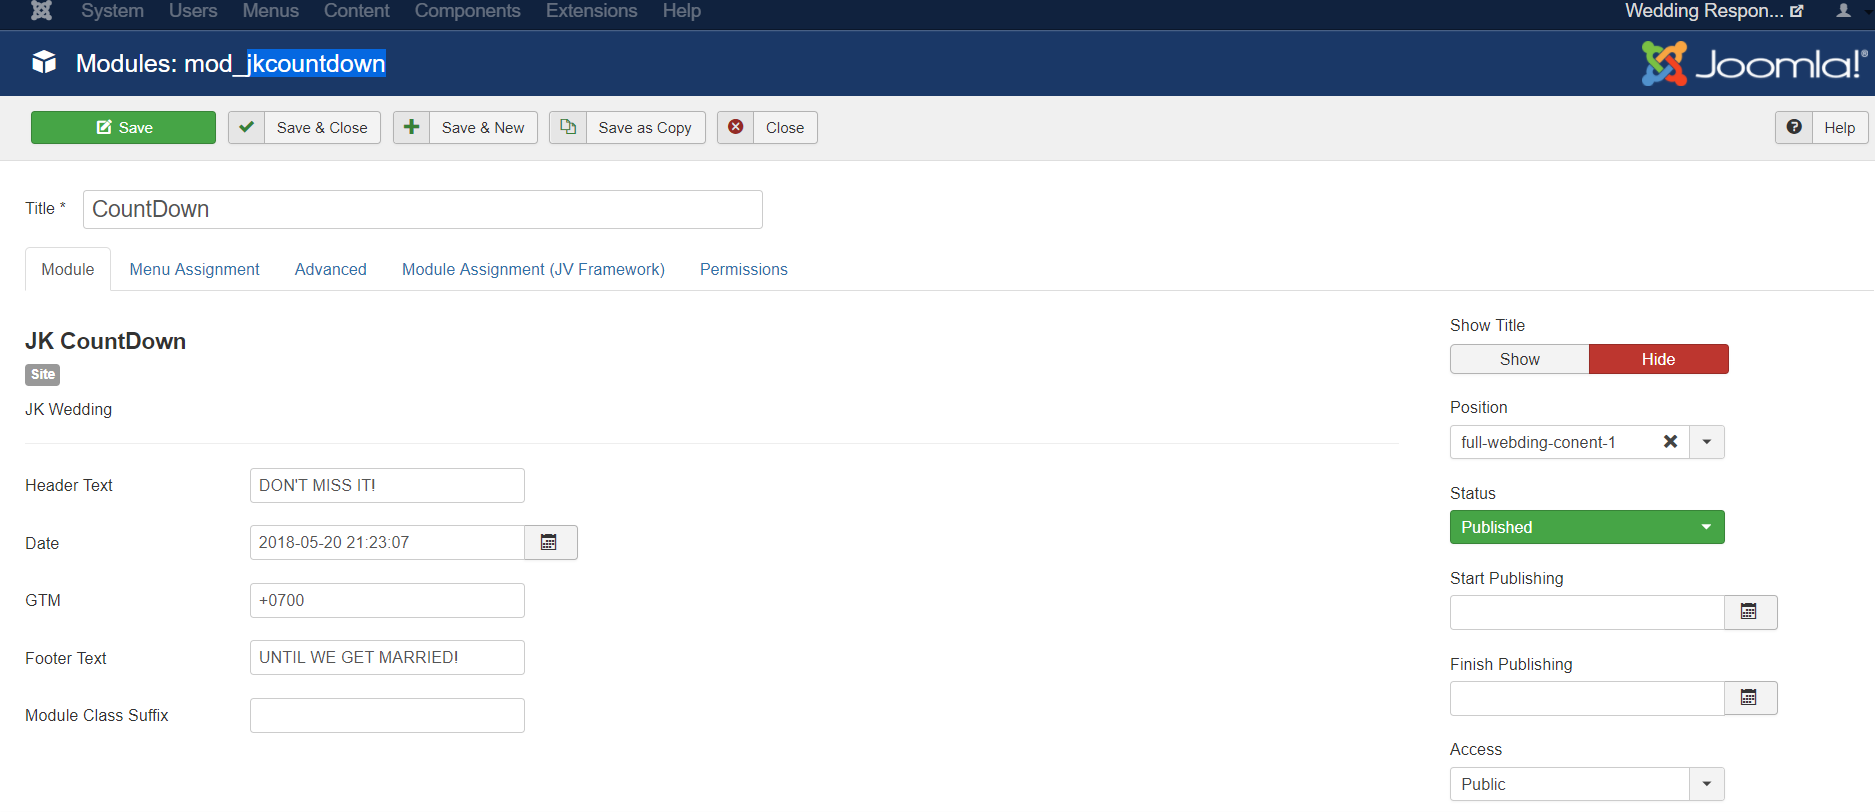 System Users Menus Content Components Extensions Help Wedding Respon...
Modules: mod_jkcountdown Joomla!®
Save Save & Close Save & New Save as Copy Close Help
Title * CountDown
Module Menu Assignment Advanced Module Assignment (JV Framework) Permissions
JK CountDown
Site
JK Wedding
Header Text DON'T MISS IT!
Date 2018-05-20 21:23:07
GTM +0700
Footer Text UNTIL WE GET MARRIED!
Module Class Suffix
Show Title
Show Hide
Position
full-webding-conent-1
Status
Published
Start Publishing
Finish Publishing
Access
Public